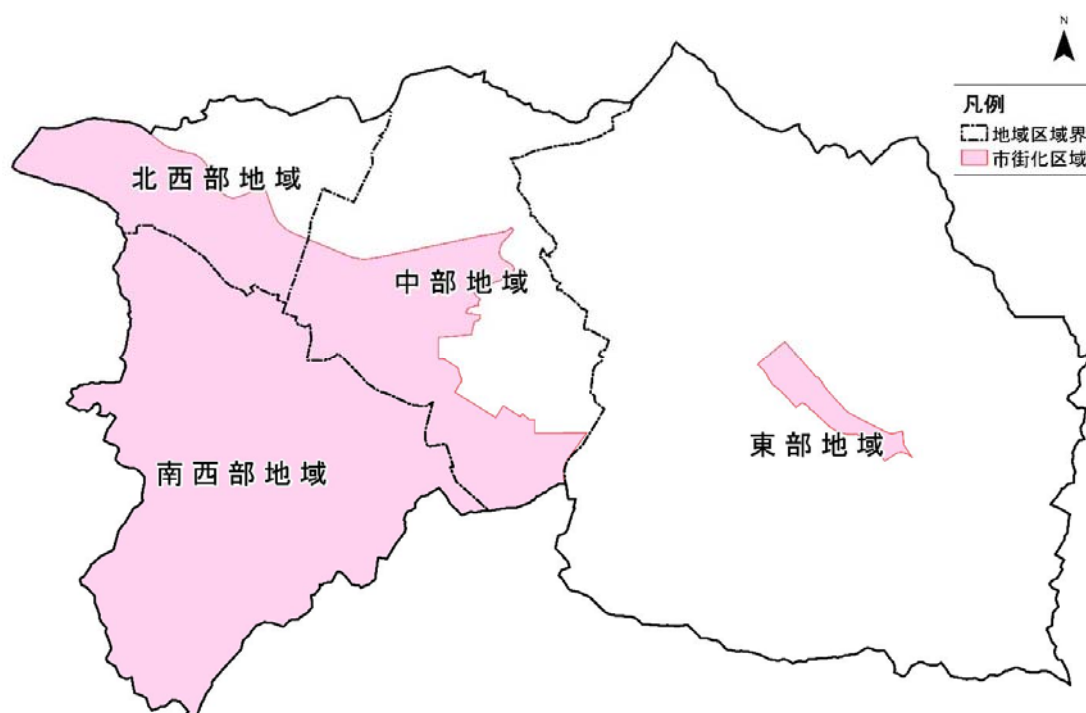 N
凡例
地域区域界
市街化区域
北西部地域
中部地域
東部地域
南西部地域